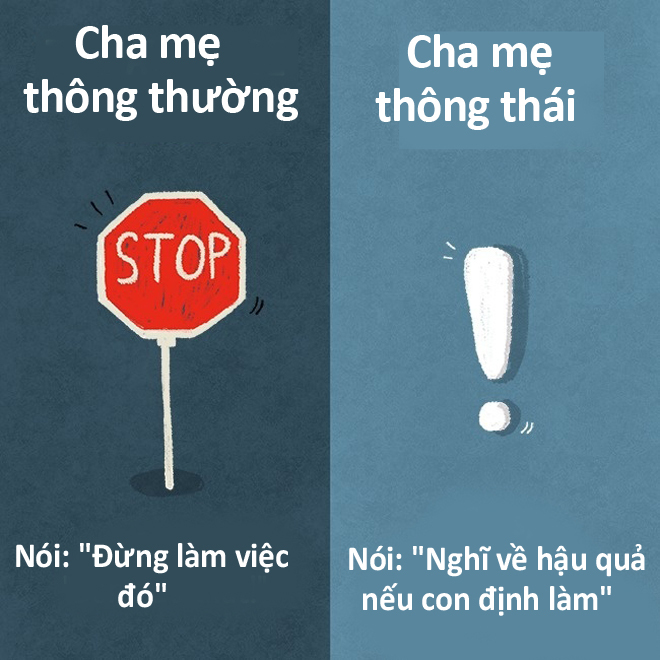 Cha mẹ
thông thường
STOP
Nói: "Đừng làm việc
đó"
Cha mẹ
thông thái
Nói: "Nghĩ về hậu quả
nếu con định làm"